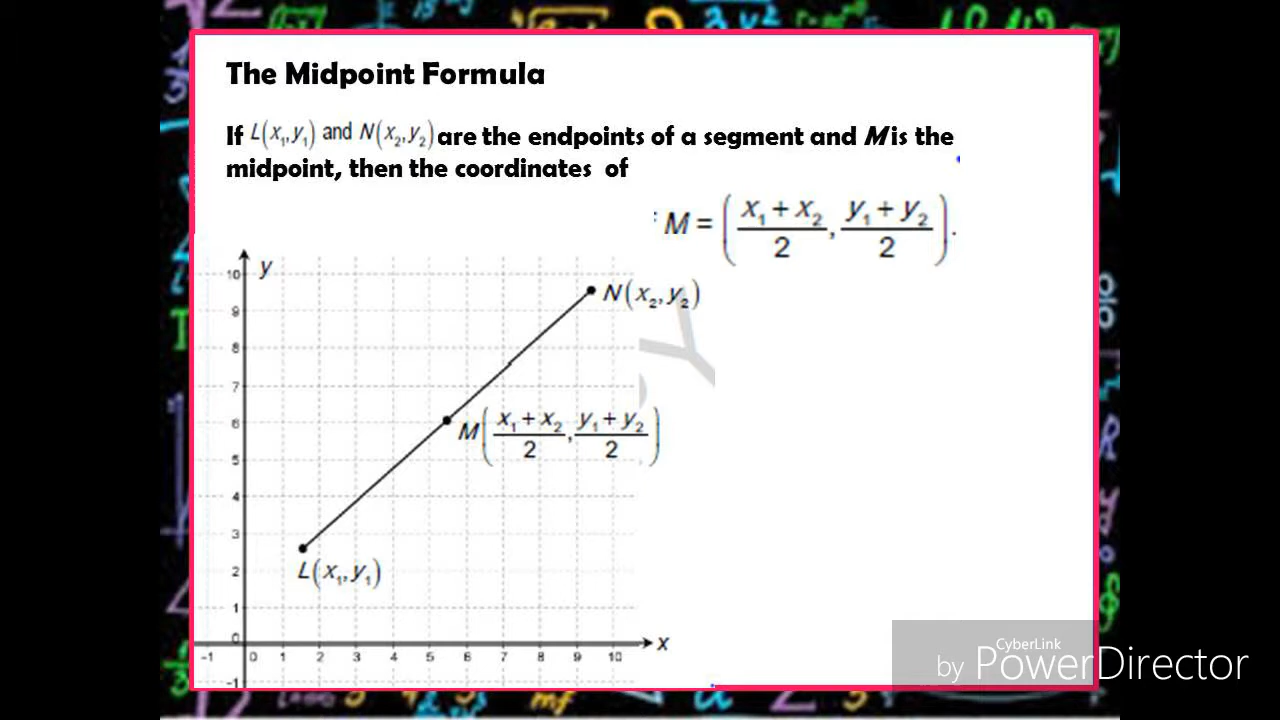 The Midpoint Formula
If L(x₁,y₁) and N(x₂,y₂) are the endpoints of a segment and M is the
midpoint, then the coordinates of
M = ( (x₁ + x₂)/2 , (y₁ + y₂)/2 ).
y
10
N(x₂,y₂)
9
8
7
6
M( (x₁ + x₂)/2 , (y₁ + y₂)/2 )
5
4
3
2
L(x₁,y₁)
1
0
x
-1 0 1 2 3 4 5 6 7 8 9 10
-1
CyberLink
by PowerDirector